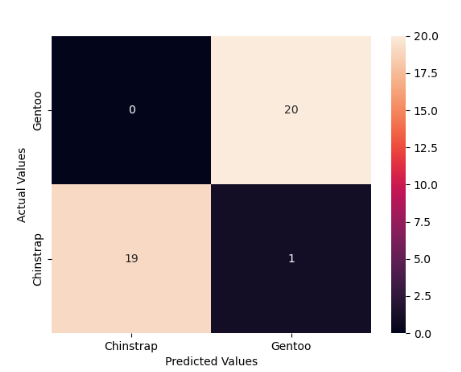 20.0
17.5
15.0
12.5
10.0
7.5
5.0
2.5
0.0
Actual Values
Gentoo
Chinstrap
0 20
19 1
Chinstrap Gentoo
Predicted Values